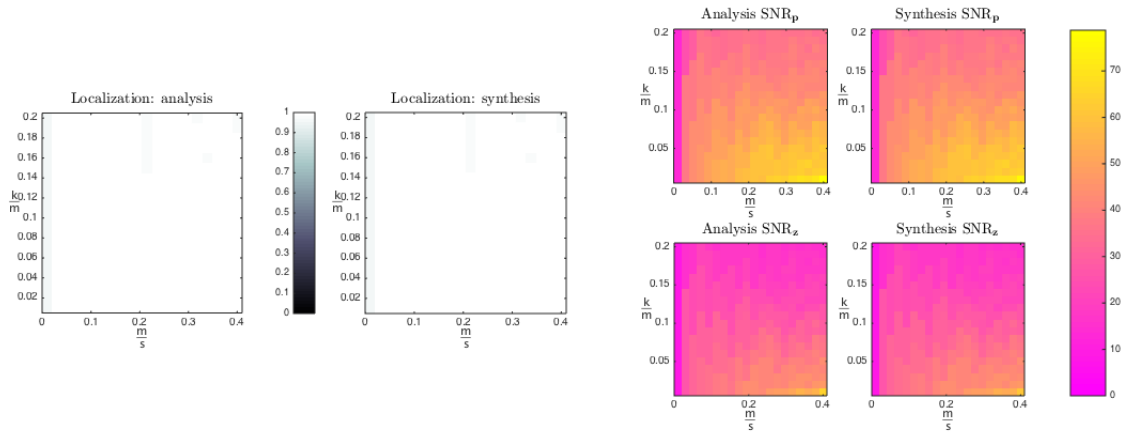 Localization: analysis
0.2
0.18
0.16
0.14
k
m
0.12
0.1
0.08
0.06
0.04
0.02
0 0.1 0.2 0.3 0.4
m
s
1
0.9
0.8
0.7
0.6
0.5
0.4
0.3
0.2
0.1
0
Localization: synthesis
0.2
0.18
0.16
0.14
k
m
0.12
0.1
0.08
0.06
0.04
0.02
0 0.1 0.2 0.3 0.4
m
s
Analysis SNRp
0.2
0.15
k
m
0.1
0.05
0 0.1 0.2 0.3 0.4
m
s
Synthesis SNRp
0.2
0.15
k
m
0.1
0.05
0 0.1 0.2 0.3 0.4
m
s
Analysis SNRz
0.2
0.15
k
m
0.1
0.05
0 0.2 0.4
m
s
Synthesis SNRz
0.2
0.15
k
m
0.1
0.05
0 0.2 0.4
m
s
70
60
50
40
30
20
10
0